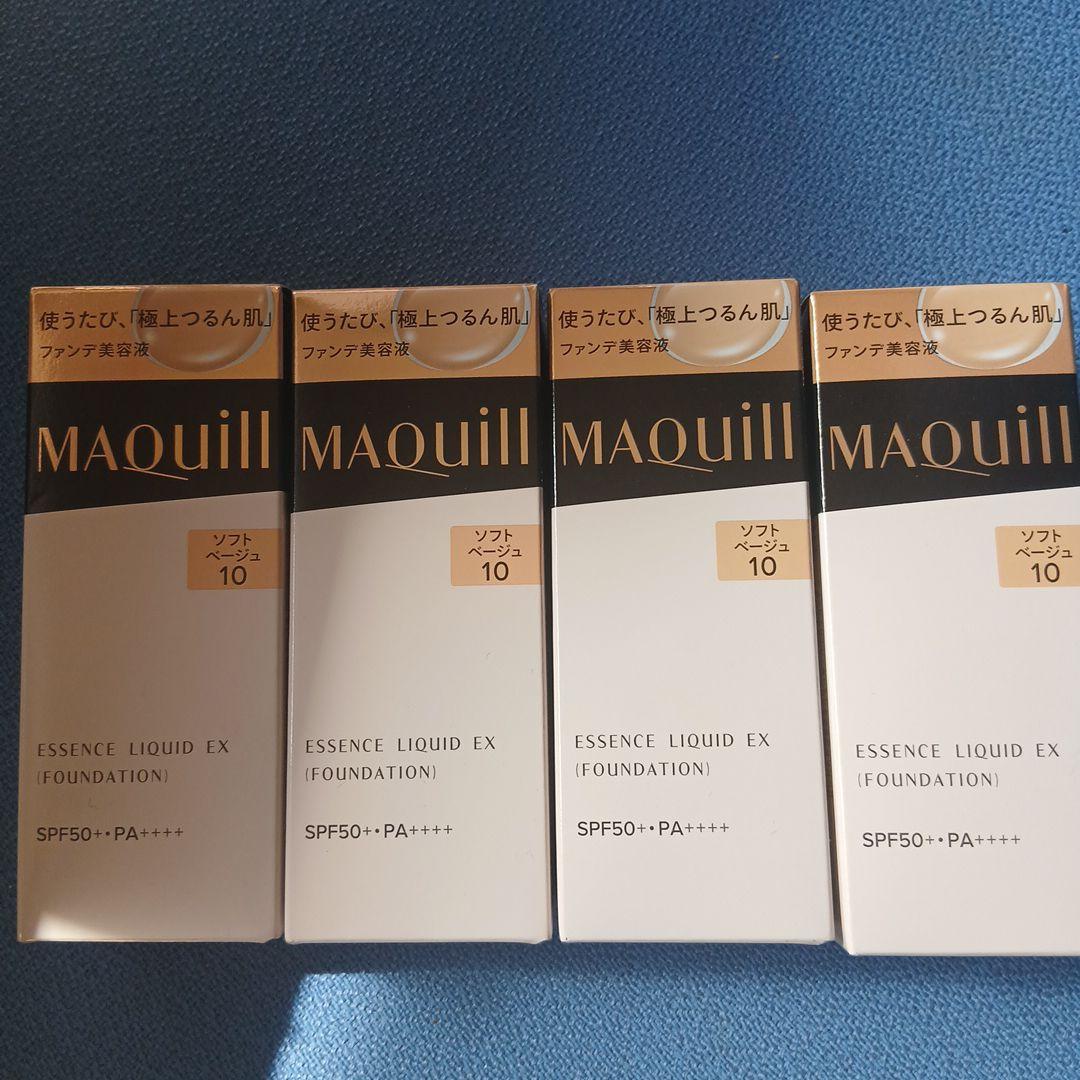 使うたび、「極上つるん肌」
ファンデ美容液
MAQuill
ソフト
ベージュ
10
ESSENCE LIQUID EX
(FOUNDATION)
SPF50+・PA++++
使うたび、「極上つるん肌」
ファンデ美容液
MAQuill
ソフト
ベージュ
10
ESSENCE LIQUID EX
(FOUNDATION)
SPF50+・PA++++
使うたび、「極上つるん肌」
ファンデ美容液
MAQuill
ソフト
ベージュ
10
ESSENCE LIQUID EX
(FOUNDATION)
SPF50+・PA++++
使うたび、「極上つるん肌」
ファンデ美容液
MAQuill
ソフト
ベージュ
10
ESSENCE LIQUID EX
(FOUNDATION)
SPF50+・PA++++